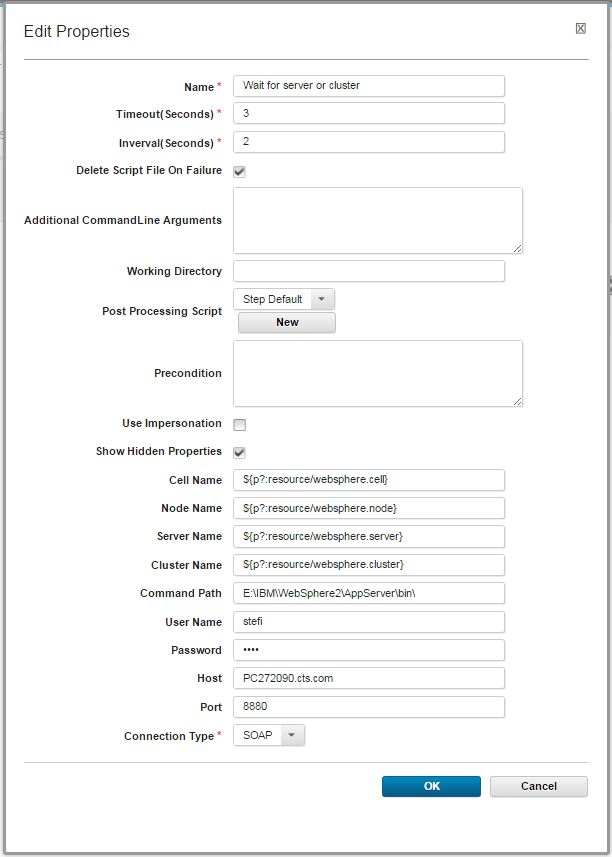 Edit Properties
Name * Wait for server or cluster
Timeout(Seconds) * 3
Inverval(Seconds) * 2
Delete Script File On Failure
Additional CommandLine Arguments
Working Directory
Post Processing Script Step Default
New
Precondition
Use Impersonation
Show Hidden Properties
Cell Name ${p?:resource/websphere.cell}
Node Name ${p?:resource/websphere.node}
Server Name ${p?:resource/websphere.server}
Cluster Name ${p?:resource/websphere.cluster}
Command Path E:\IBM\WebSphere2\AppServer\bin\
User Name stefi
Password ••••
Host PC272090.cts.com
Port 8880
Connection Type * SOAP
OK Cancel